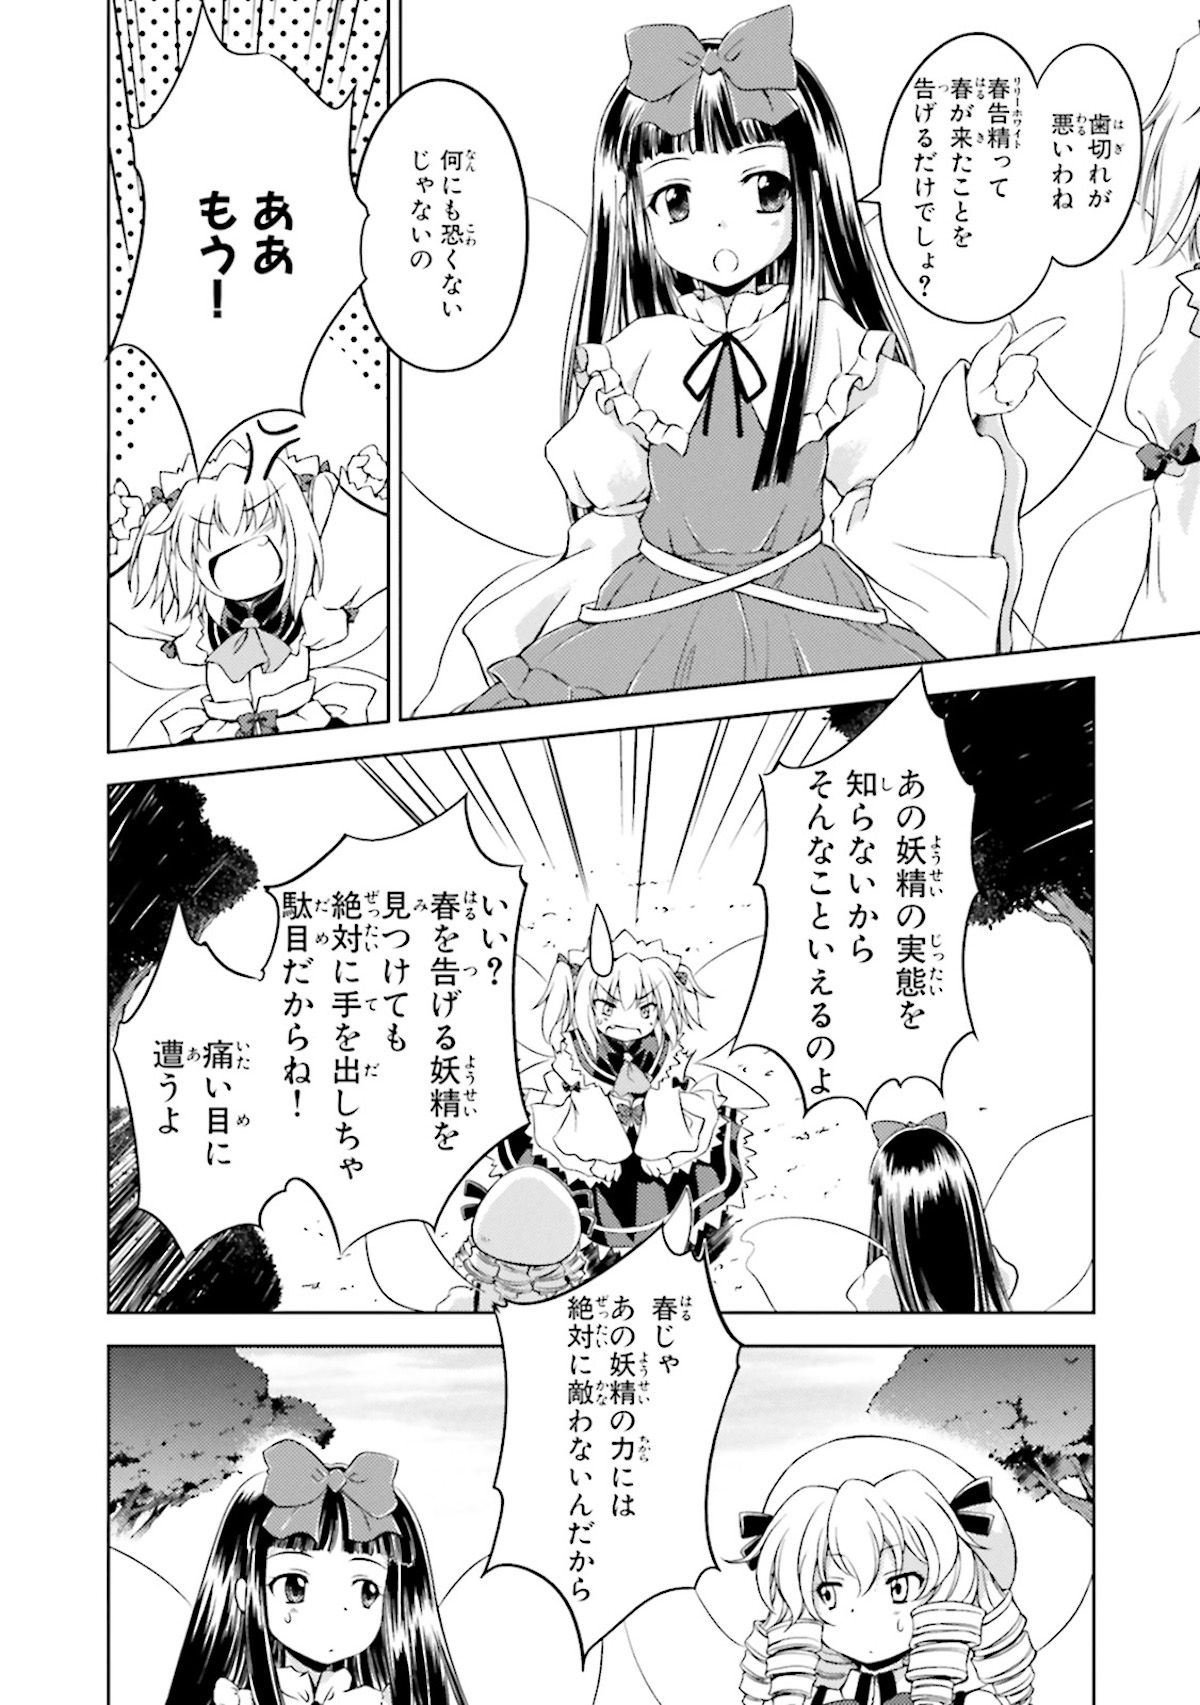 歯切れが
悪いわね
春告精って
春が来たことを
告げるだけでしょ？
何にも恐くない
じゃないの
ああ
もう！
あの妖精の実態を
知らないから
そんなこといえるのよ
いい？
春を告げる妖精を
見つけても
絶対に手を出しちゃ
駄目だからね！
痛い目に
遭うよ
春じゃ
あの妖精の力には
絶対に敵わないんだから